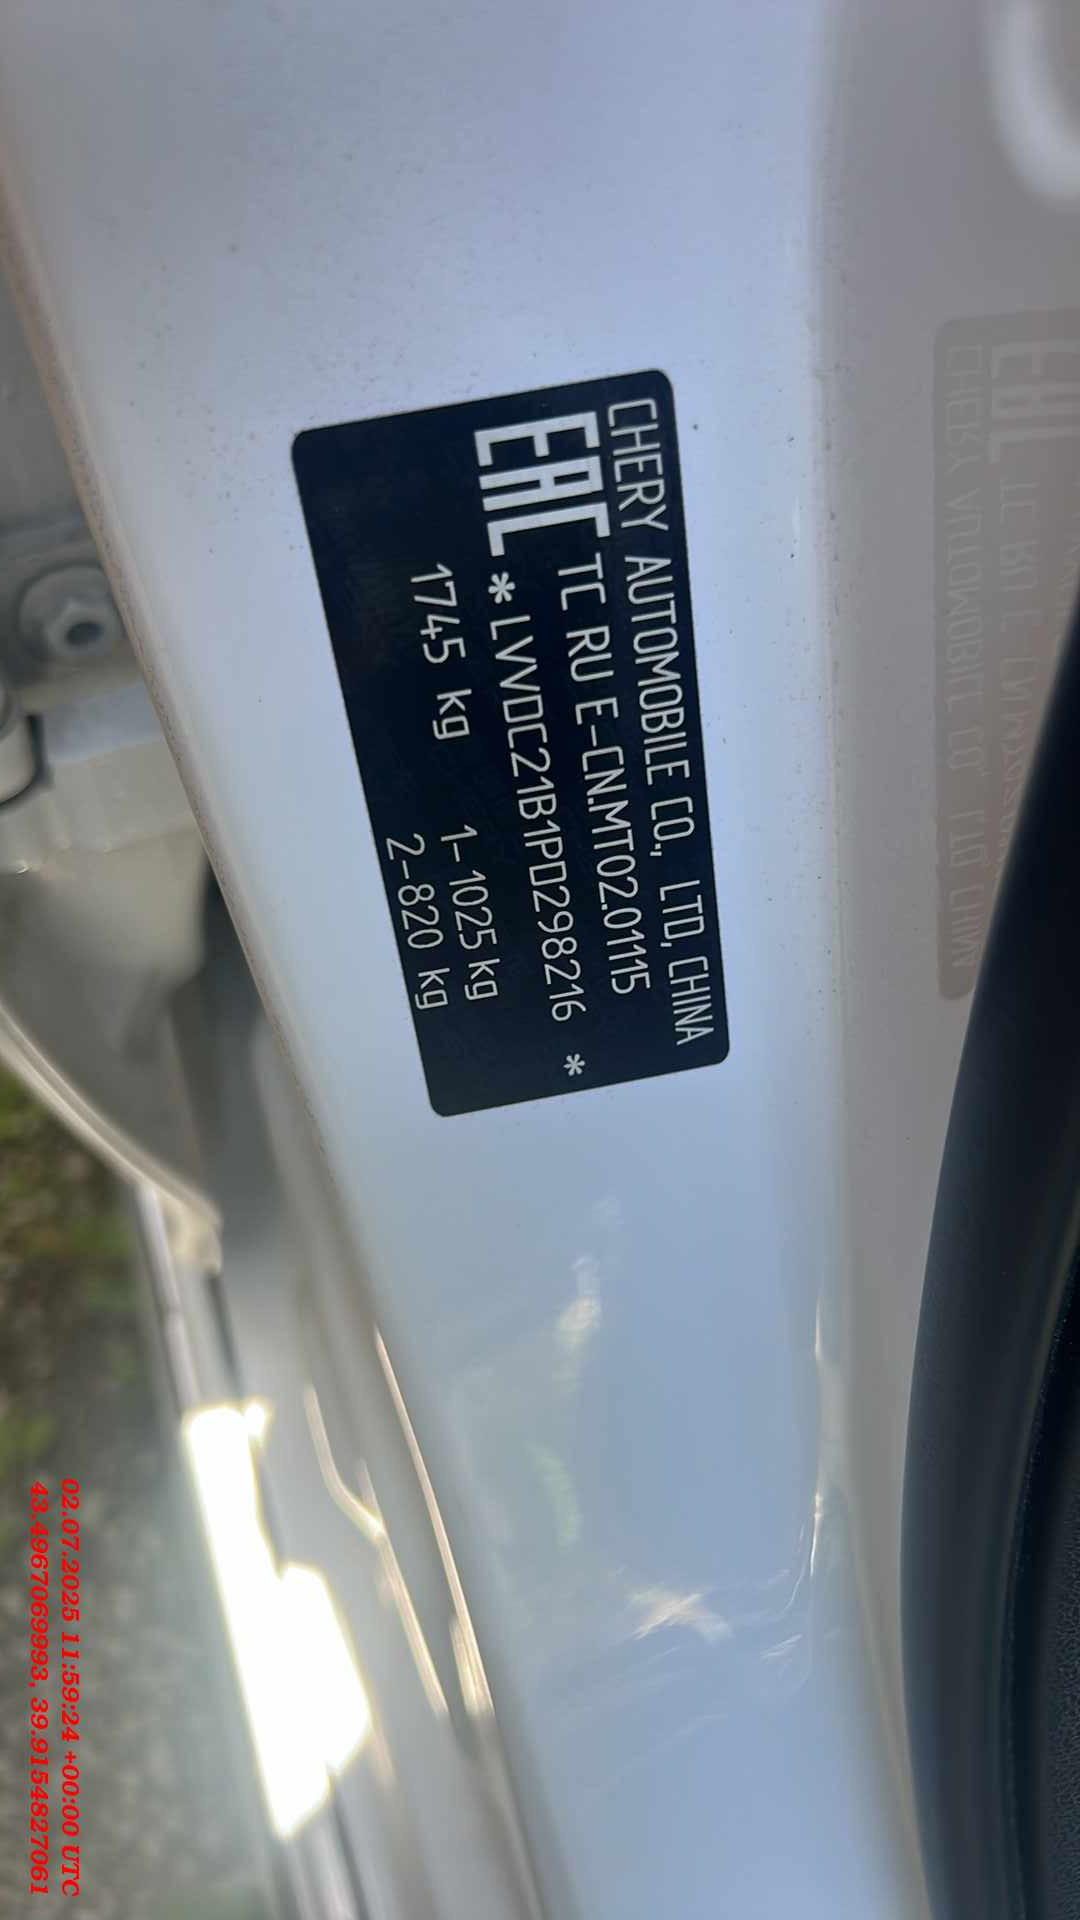 CHERY AUTOMOBILE CO., LTD, CHINA
EAC TC RU E-CN.MT02.01115
*LVVDC21B1PD298216 *
1745 kg 1-1025 kg
2-820 kg
02.07.2025 11:59:24 +00:00 UTC
43.4967069993, 39.9154827061